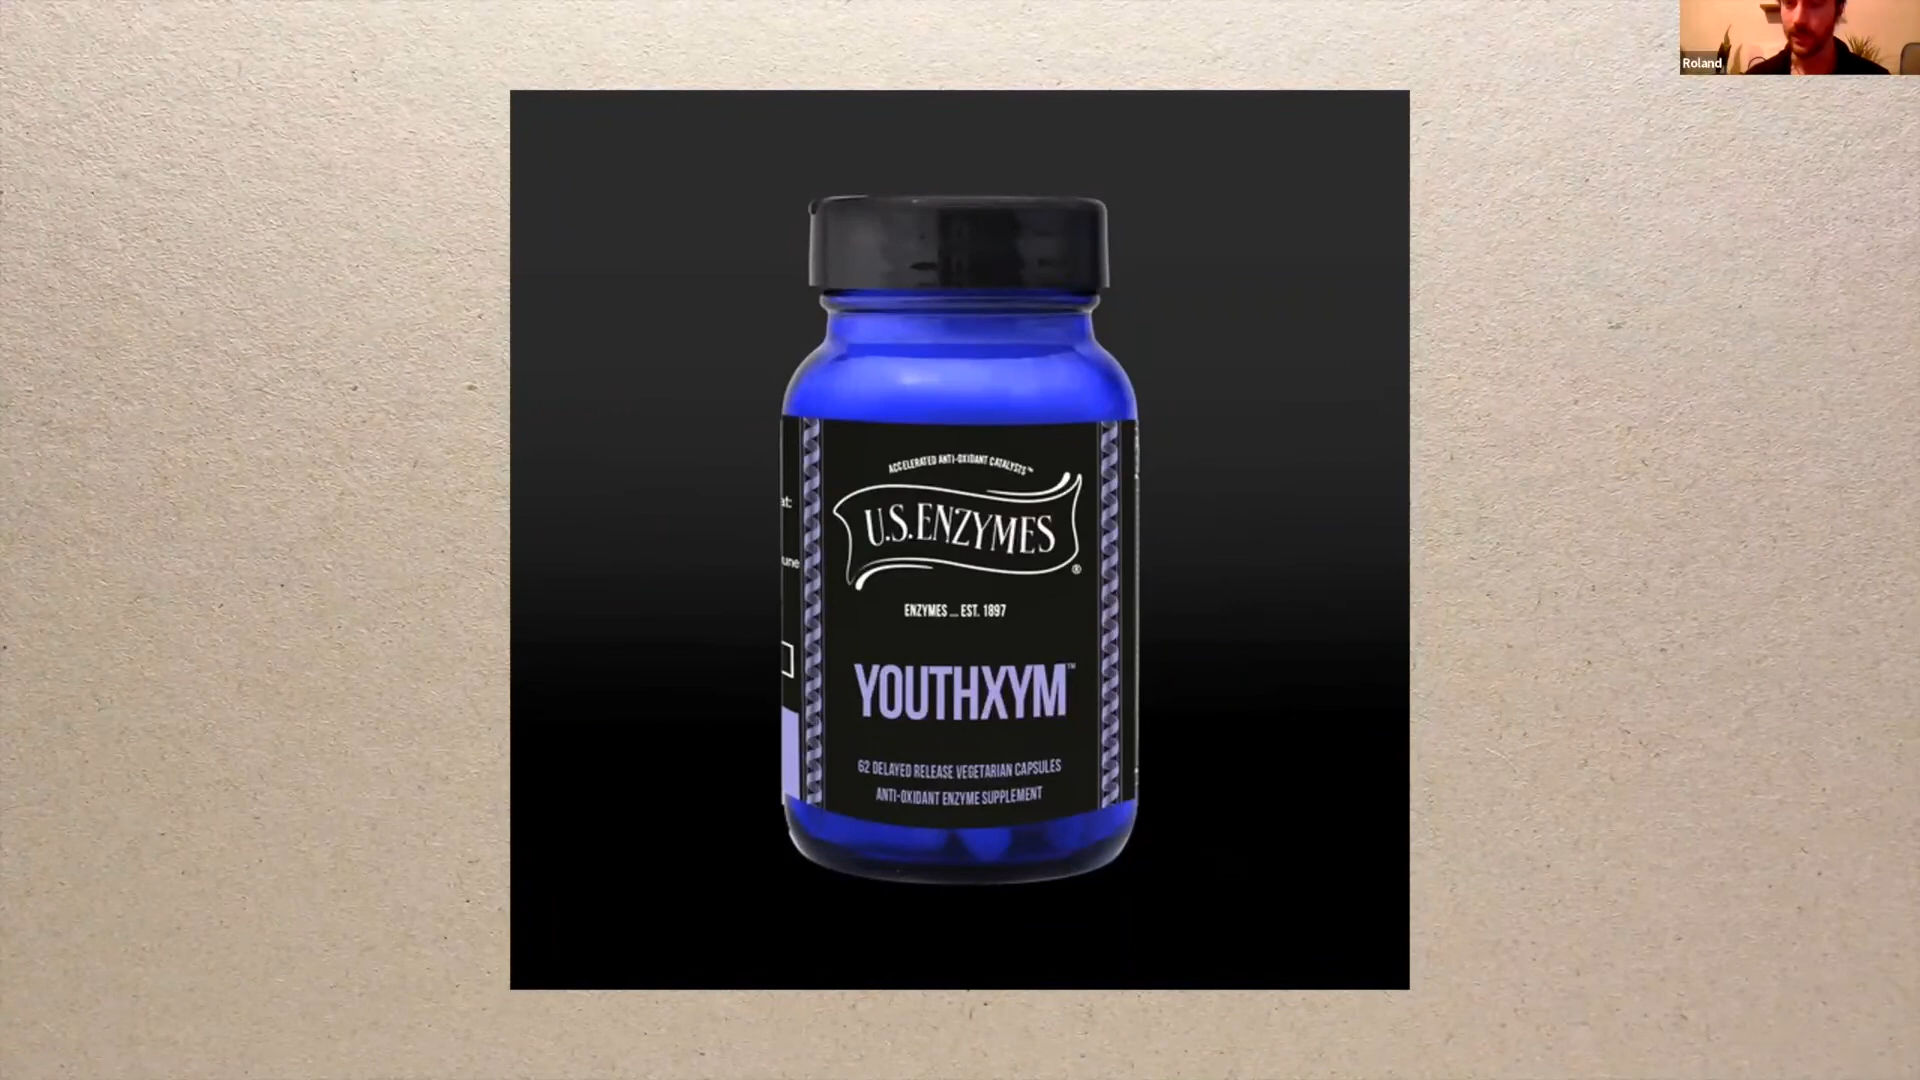 Roland
ACCELERATED ANTI-OXIDANT CATALYSTS™
U.S. ENZYMES
®
ENZYMES ... EST. 1897
YOUTHXYM™
62 DELAYED RELEASE VEGETARIAN CAPSULES
ANTI-OXIDANT ENZYME SUPPLEMENT